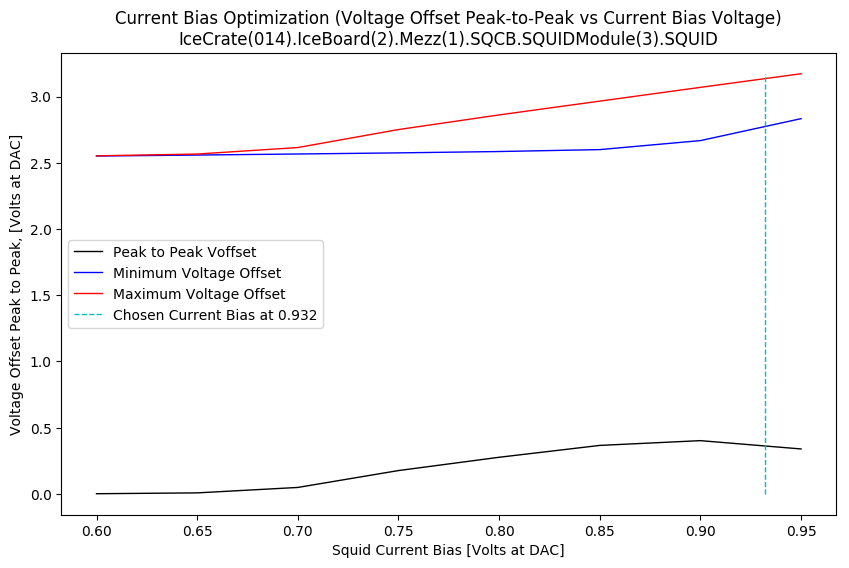 Current Bias Optimization (Voltage Offset Peak-to-Peak vs Current Bias Voltage)
IceCrate(014).IceBoard(2).Mezz(1).SQCB.SQUIDModule(3).SQUID
Voltage Offset Peak to Peak, [Volts at DAC]
3.0
2.5
2.0
1.5
1.0
0.5
0.0
Peak to Peak Voffset
Minimum Voltage Offset
Maximum Voltage Offset
Chosen Current Bias at 0.932
0.60 0.65 0.70 0.75 0.80 0.85 0.90 0.95
Squid Current Bias [Volts at DAC]